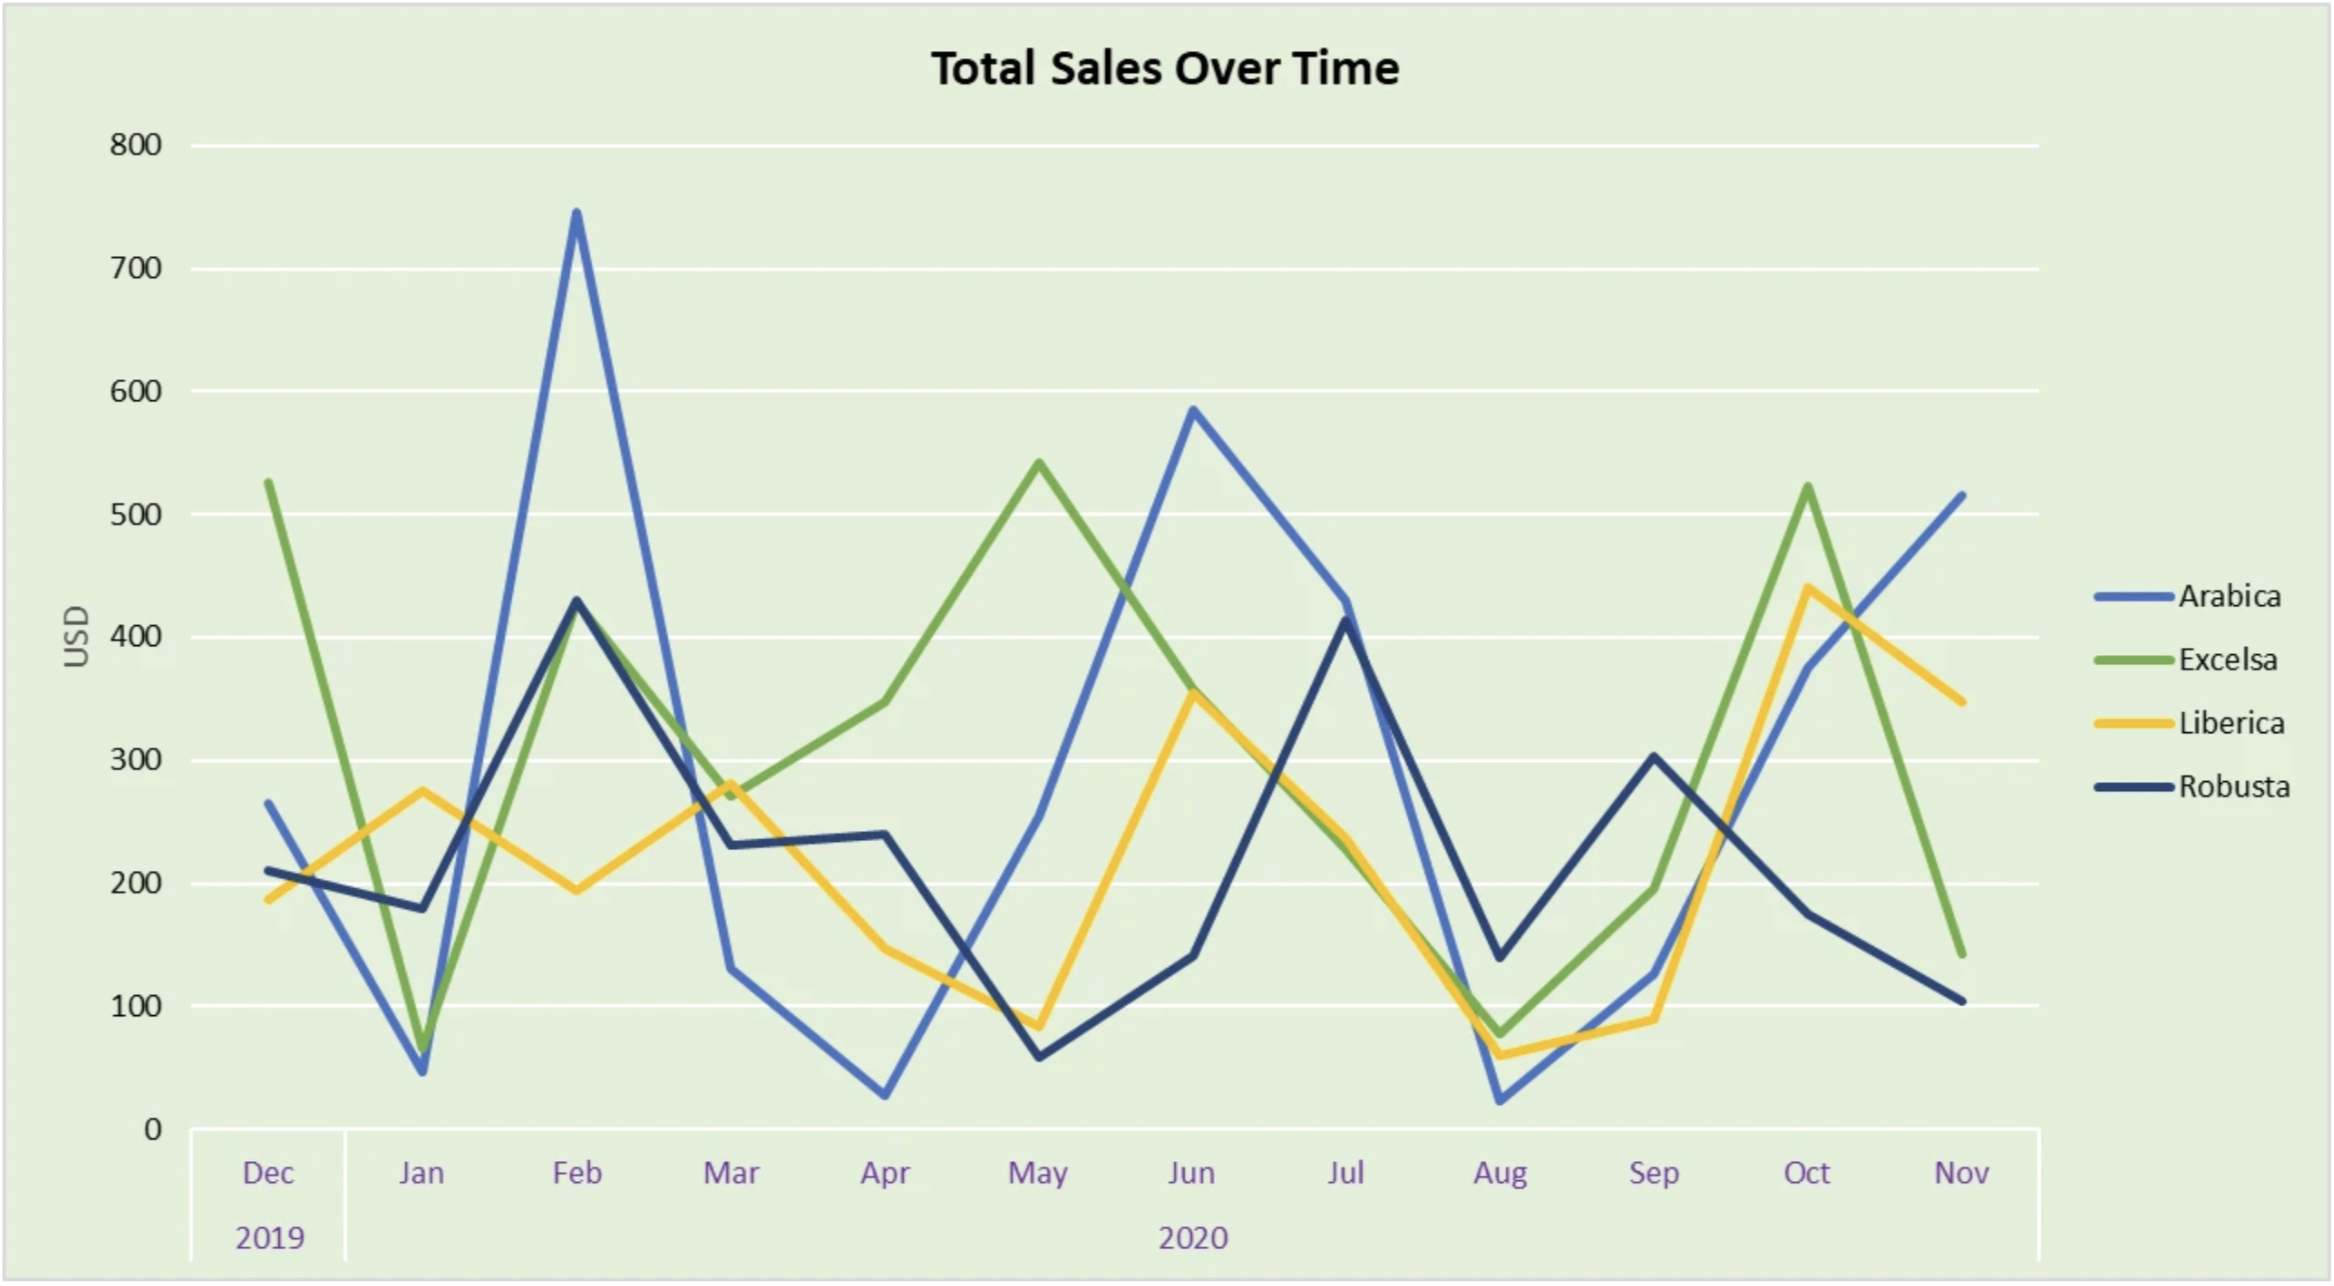 Total Sales Over Time
800
700
600
500
400
300
200
100
0
USD
Dec Jan Feb Mar Apr May Jun Jul Aug Sep Oct Nov
2019 2020
Arabica
Excelsa
Liberica
Robusta